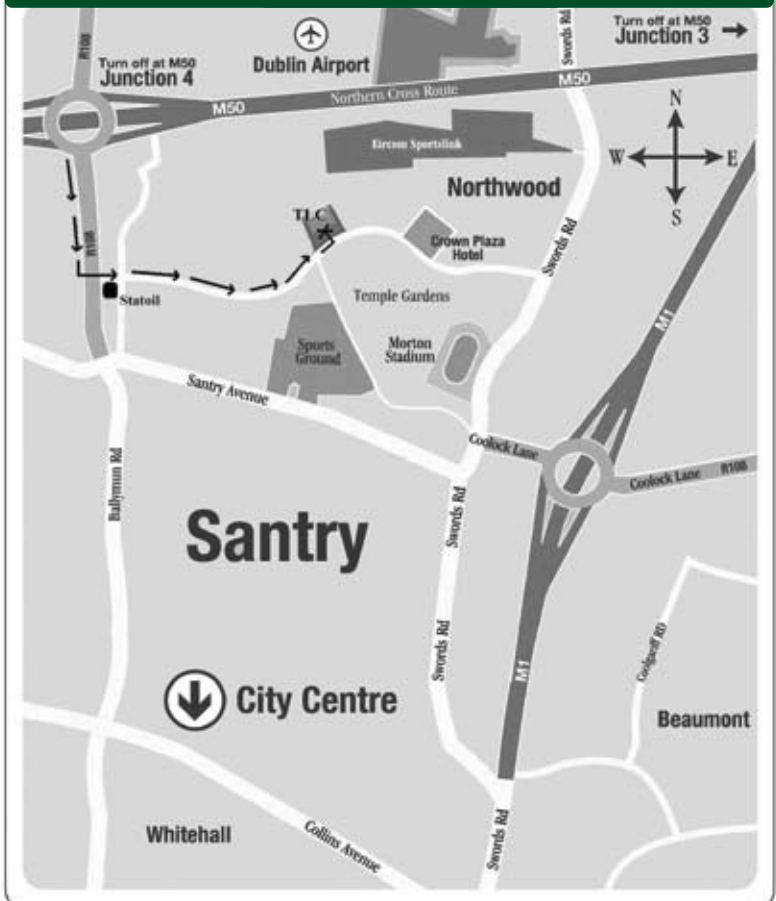 R108
Turn off at M50
Junction 4
Dublin Airport
Swords Rd
Turn off at M50
Junction 3
M50
Northern Cross Route
M50
Eircom Sportslink
N
W
E
S
Northwood
TLC
R108
Crown Plaza
Hotel
Swords Rd
Statoil
Temple Gardens
M1
Sports
Ground
Morton
Stadium
Santry Avenue
Coolock Lane
Coolock Lane
R108
Ballymun Rd
Swords Rd
Santry
Swords Rd
M1
City Centre
Beaumont
Whitehall
Collins Avenue
Swords Rd